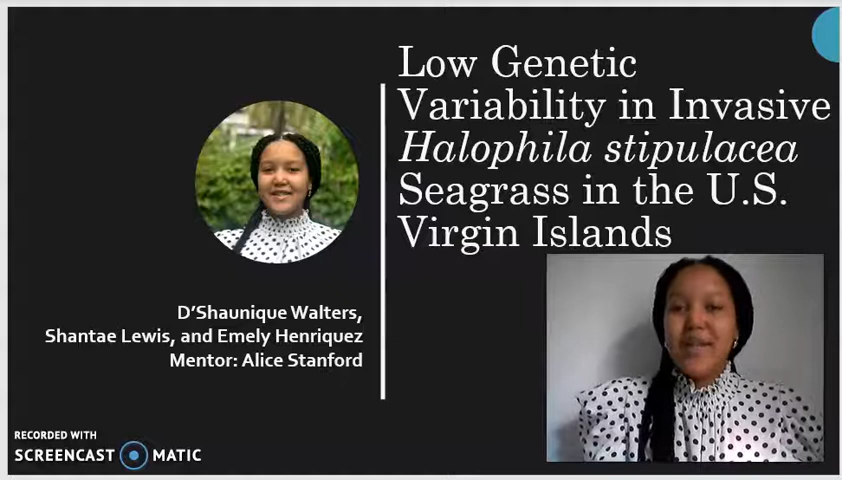 Low Genetic
Variability in Invasive
Halophila stipulacea
Seagrass in the U.S.
Virgin Islands
D’Shaunique Walters,
Shantae Lewis, and Emely Henriquez
Mentor: Alice Stanford
RECORDED WITH
SCREENCAST MATIC